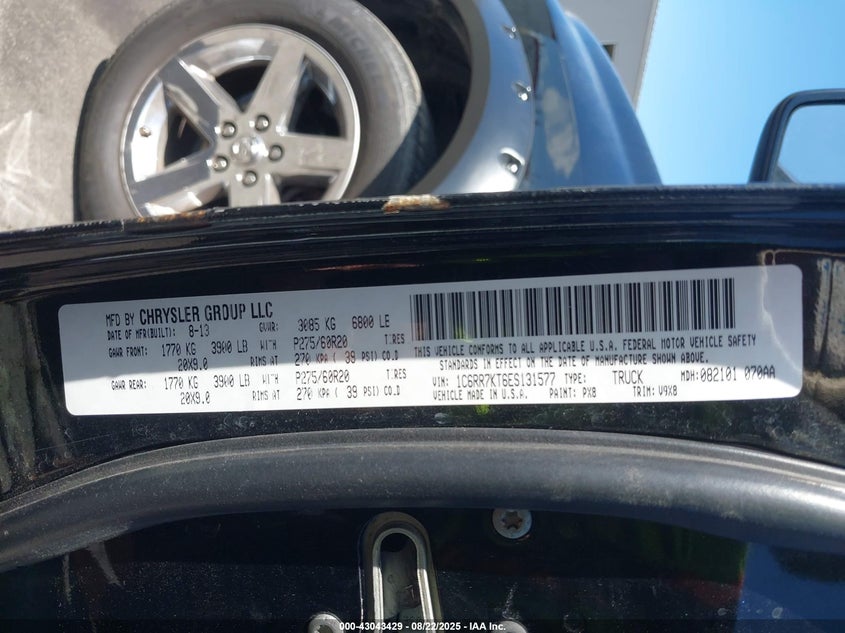 MFD BY CHRYSLER GROUP LLC
DATE OF MFR(BUILT): 8-13 GVWR: 3085 KG 6800 LB
GAWR FRONT: 1770 KG 3900 LB WITH P275/60R20 TIRES
20X9.0 RIMS AT 270 KPA ( 39 PSI) CO.D
GAWR REAR: 1770 KG 3900 LB WITH P275/60R20 TIRES
20X9.0 RIMS AT 270 KPA ( 39 PSI) CO.D
THIS VEHICLE CONFORMS TO ALL APPLICABLE U.S.A. FEDERAL MOTOR VEHICLE SAFETY
STANDARDS IN EFFECT ON THE DATE OF MANUFACTURE SHOWN ABOVE.
VIN: 1C6RR7KT6ES131577 TYPE: TRUCK MDH:082101 070AA
VEHICLE MADE IN U.S.A. PAINT: PX8 TRIM: V9X8
000-43043429 - 08/22/2025 - IAA Inc.